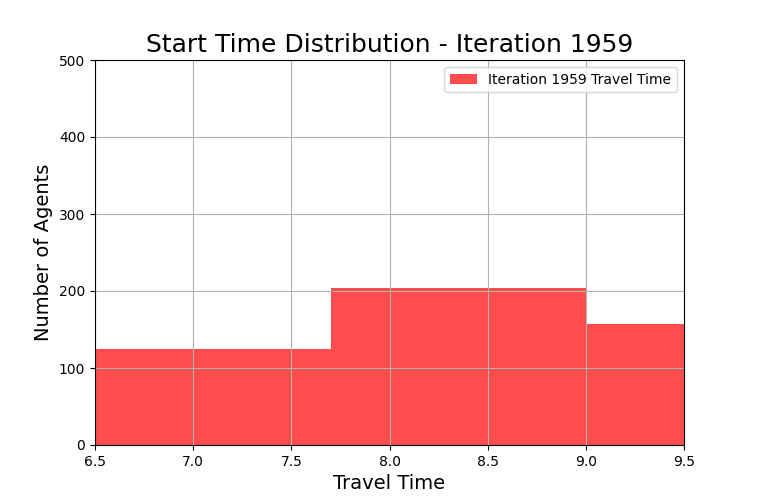 Start Time Distribution - Iteration 1959
Iteration 1959 Travel Time
Number of Agents
500
400
300
200
100
0
6.5 7.0 7.5 8.0 8.5 9.0 9.5
Travel Time